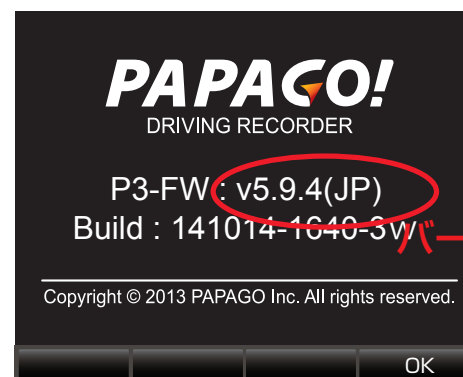 PAPAGO!
DRIVING RECORDER
P3-FW : v5.9.4(JP)
Build : 141014-1640-3W
バー
Copyright © 2013 PAPAGO Inc. All rights reserved.
OK